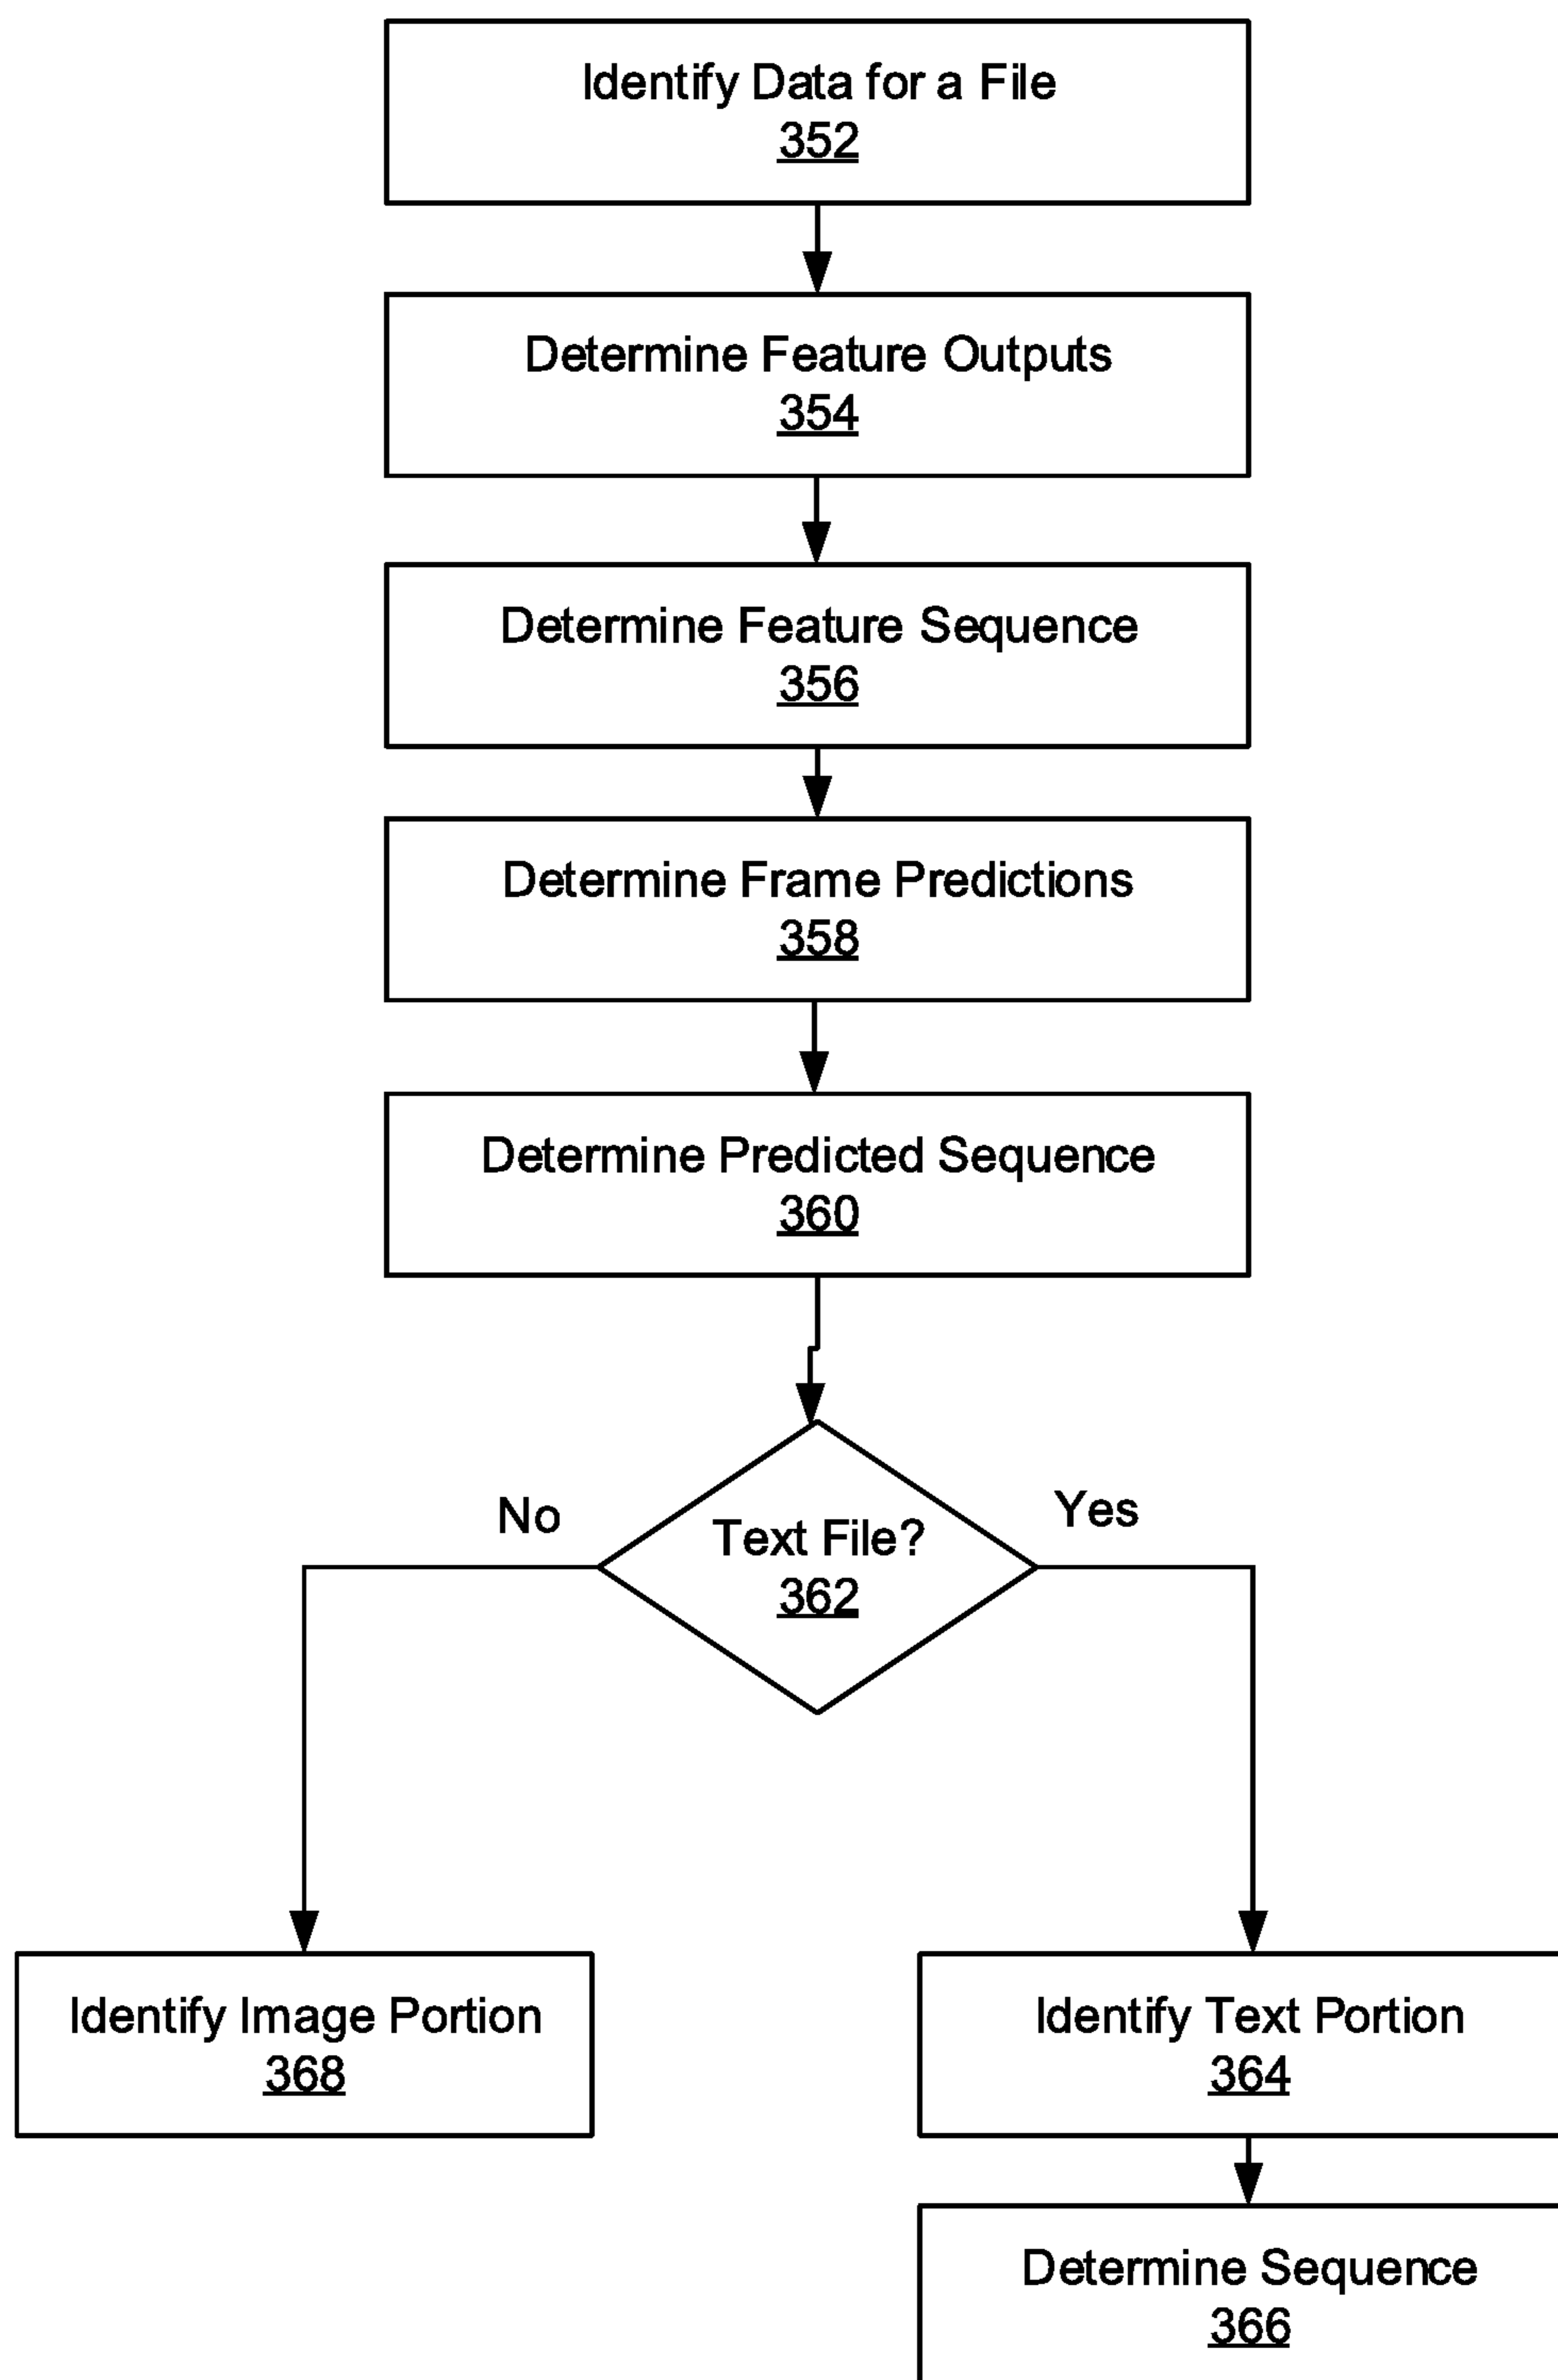 Identify Data for a File
352
Determine Feature Outputs
354
Determine Feature Sequence
356
Determine Frame Predictions
358
Determine Predicted Sequence
360
No
Yes
Text File?
362
Identify Image Portion
368
Identify Text Portion
364
Determine Sequence
366